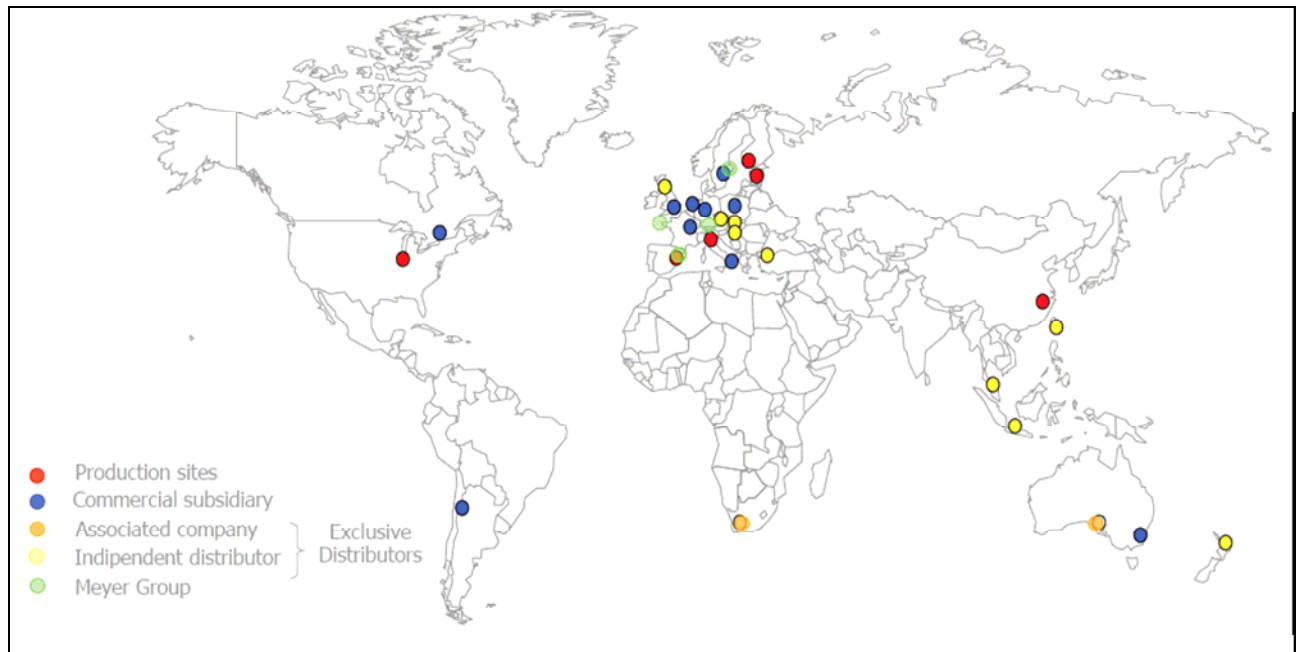 Production sites
Commercial subsidiary
Associated company
Indipendent distributor
Exclusive
Distributors
Meyer Group